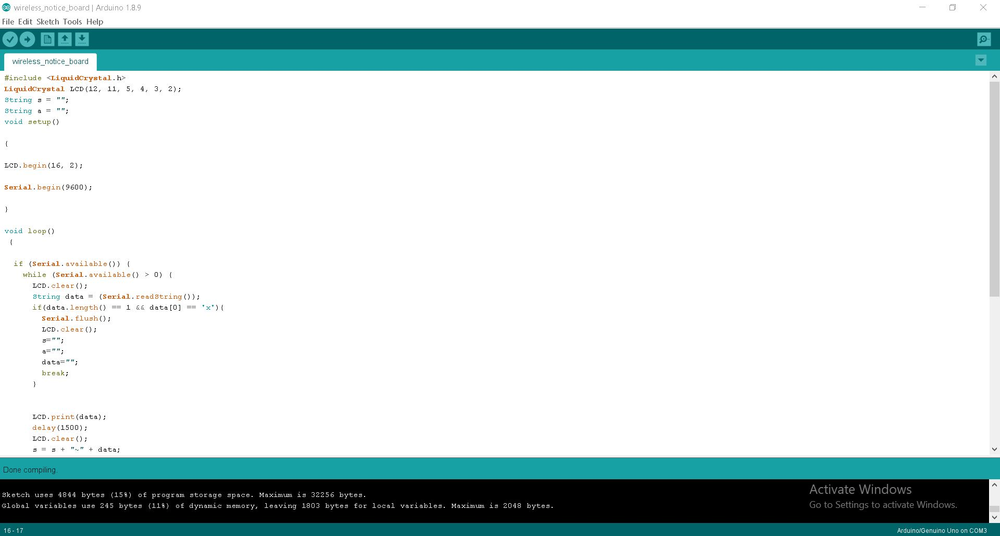 wireless_notice_board | Arduino 1.8.9
File Edit Sketch Tools Help
wireless_notice_board
#include <LiquidCrystal.h>
LiquidCrystal LCD(12, 11, 5, 4, 3, 2);
String s = "";
String a = "";
void setup()
{
LCD.begin(16, 2);
Serial.begin(9600);
}
void loop()
{
if (Serial.available()) {
while (Serial.available() > 0) {
LCD.clear();
String data = (Serial.readString());
if(data.length() == 1 && data[0] == 'x'){
Serial.flush();
LCD.clear();
s="";
a="";
data="";
break;
}
LCD.print(data);
delay(1500);
LCD.clear();
s = s + "~" + data;
Done compiling.
Sketch uses 4844 bytes (15%) of program storage space. Maximum is 32256 bytes.
Global variables use 245 bytes (11%) of dynamic memory, leaving 1803 bytes for local variables. Maximum is 2048 bytes.
Activate Windows
Go to Settings to activate Windows.
16 - 17
Arduino/Genuino Uno on COM3